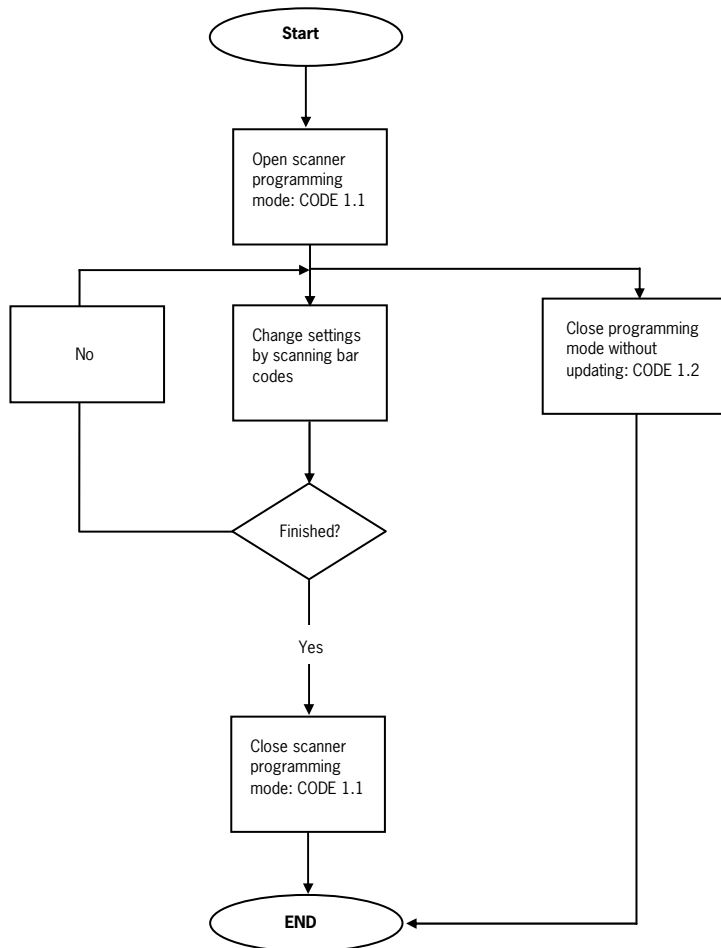 Start
Open scanner
programming
mode: CODE 1.1
No
Change settings
by scanning bar
codes
Close programming
mode without
updating: CODE 1.2
Finished?
Yes
Close scanner
programming
mode: CODE 1.1
END